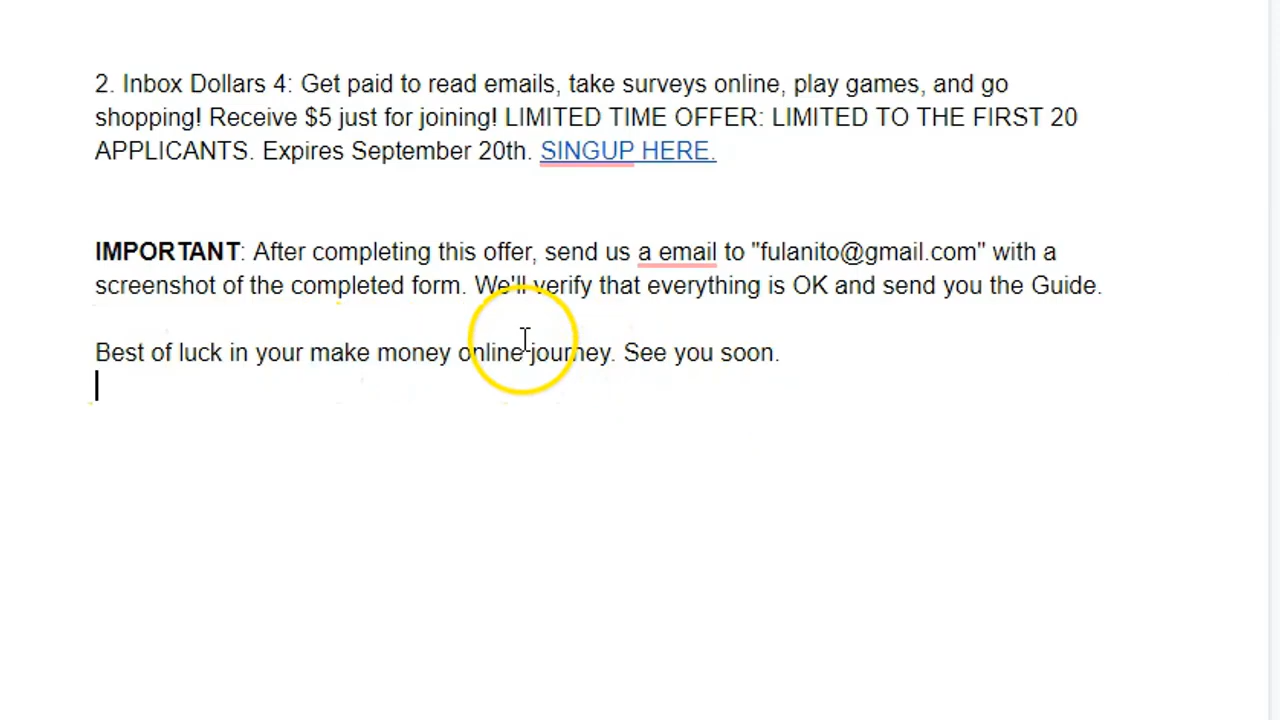 2. Inbox Dollars 4: Get paid to read emails, take surveys online, play games, and go
shopping! Receive $5 just for joining! LIMITED TIME OFFER: LIMITED TO THE FIRST 20
APPLICANTS. Expires September 20th. SINGUP HERE.
IMPORTANT: After completing this offer, send us a email to "fulanito@gmail.com" with a
screenshot of the completed form. We'll verify that everything is OK and send you the Guide.
Best of luck in your make money online journey. See you soon.